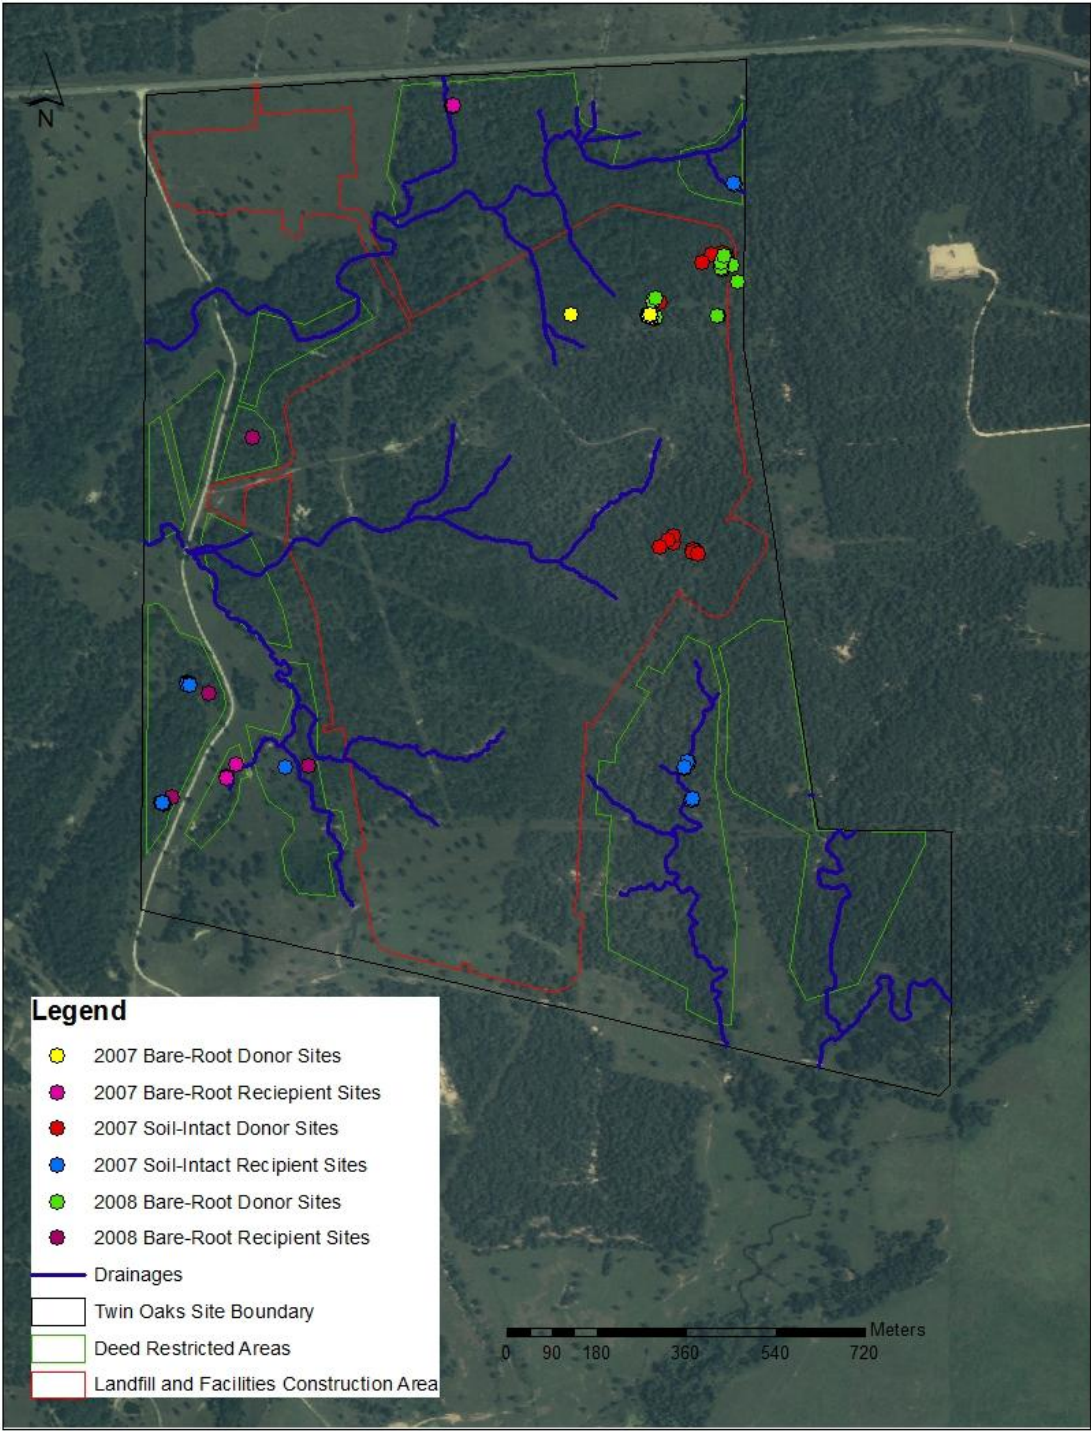 N
Legend
2007 Bare-Root Donor Sites
2007 Bare-Root Reciepient Sites
2007 Soil-Intact Donor Sites
2007 Soil-Intact Recipient Sites
2008 Bare-Root Donor Sites
2008 Bare-Root Recipient Sites
Drainages
Twin Oaks Site Boundary
Deed Restricted Areas
Landfill and Facilities Construction Area
Meters
0 90 180 360 540 720